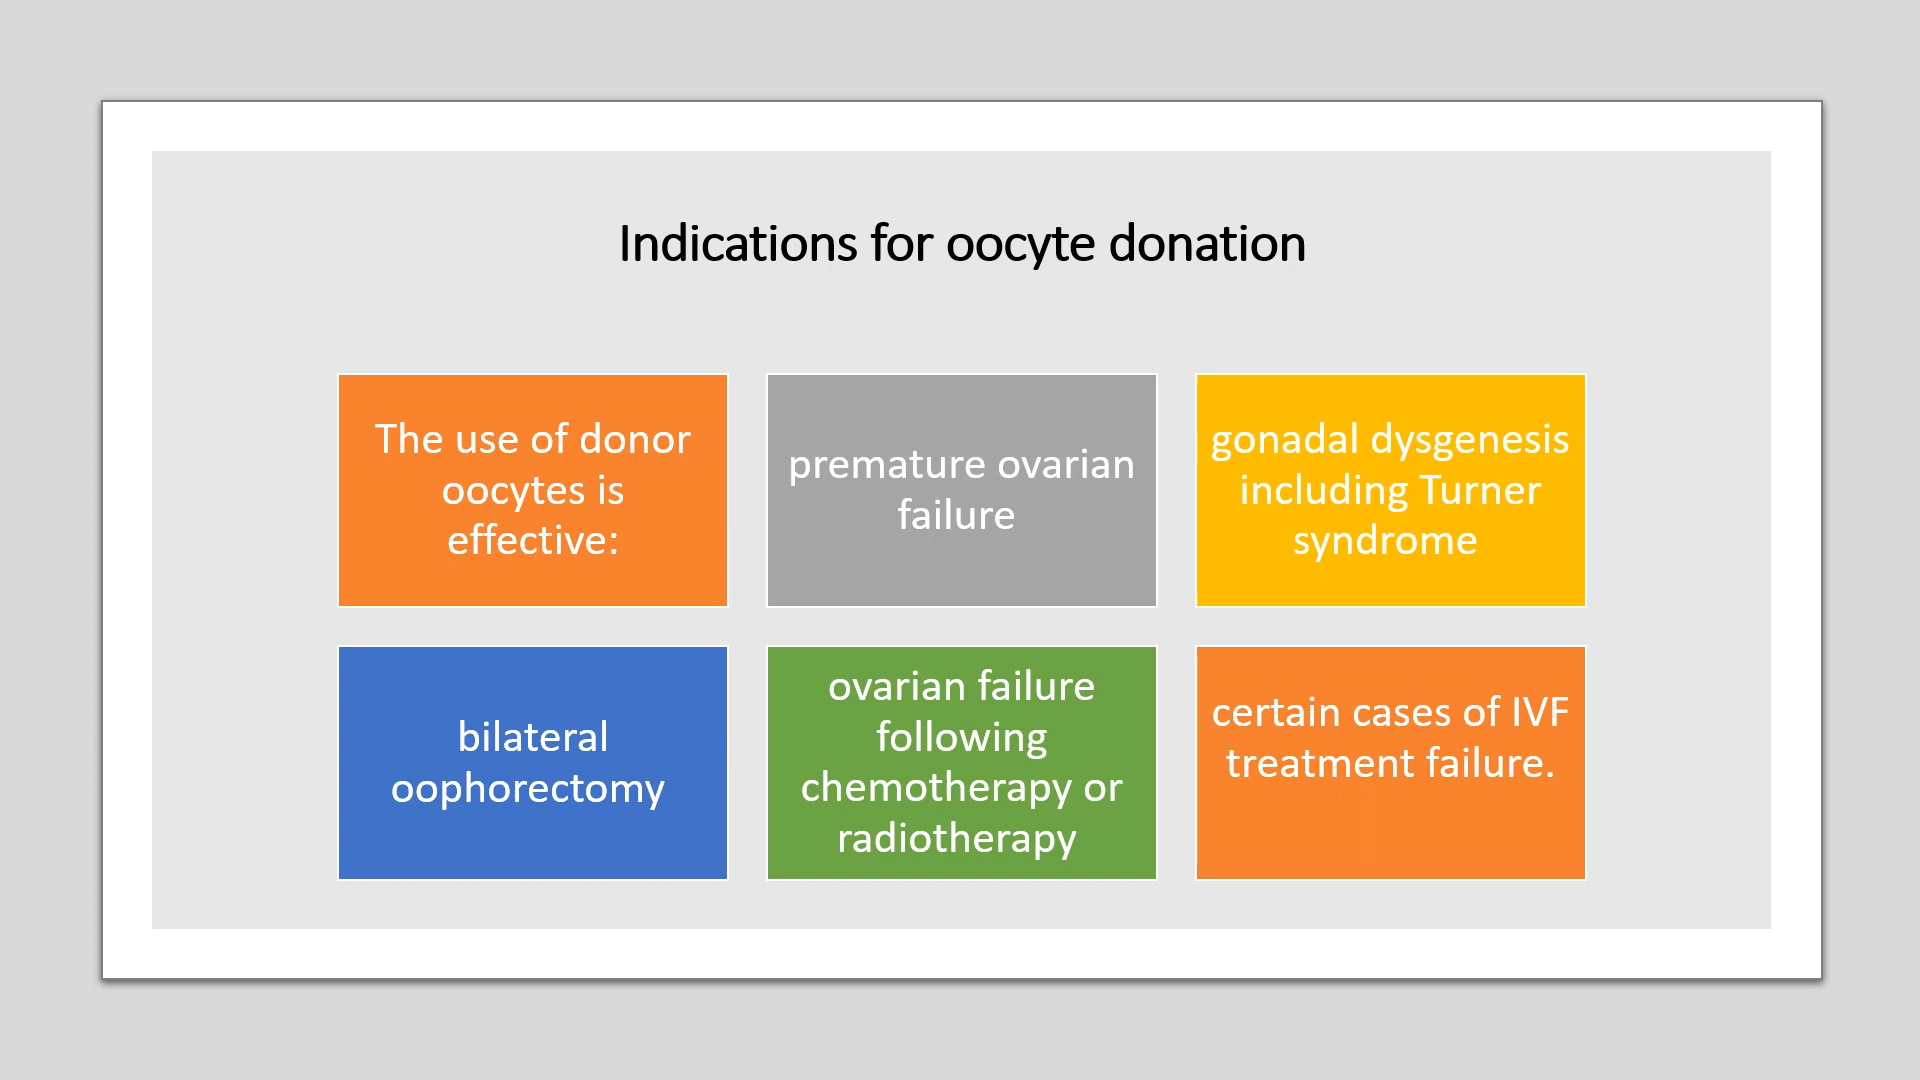 Indications for oocyte donation
The use of donor
oocytes is
effective:
premature ovarian
failure
gonadal dysgenesis
including Turner
syndrome
bilateral
oophorectomy
ovarian failure
following
chemotherapy or
radiotherapy
certain cases of IVF
treatment failure.